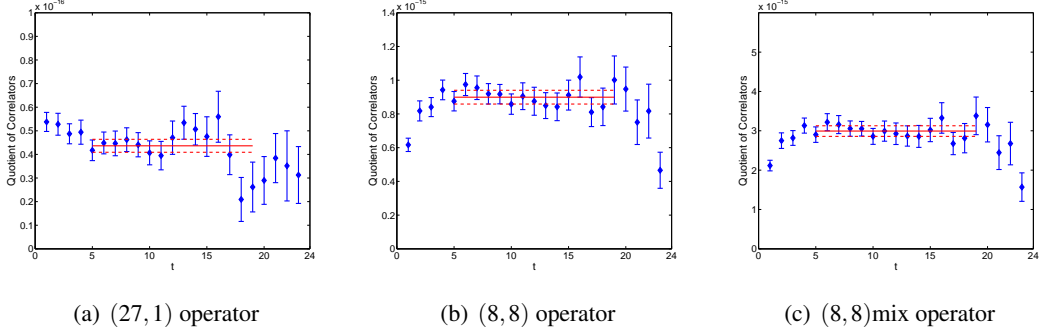 x 10⁻¹⁶
1
0.9
0.8
0.7
0.6
0.5
0.4
0.3
0.2
0.1
0
Quotient of Correlators
0 5 10 15 20 24
t
(a) (27,1) operator
x 10⁻¹⁵
1.4
1.2
1
0.8
0.6
0.4
0.2
0
Quotient of Correlators
0 5 10 15 20 24
t
(b) (8,8) operator
x 10⁻¹⁵
5
4
3
2
1
0
Quotient of Correlators
0 5 10 15 20 24
t
(c) (8,8)mix operator